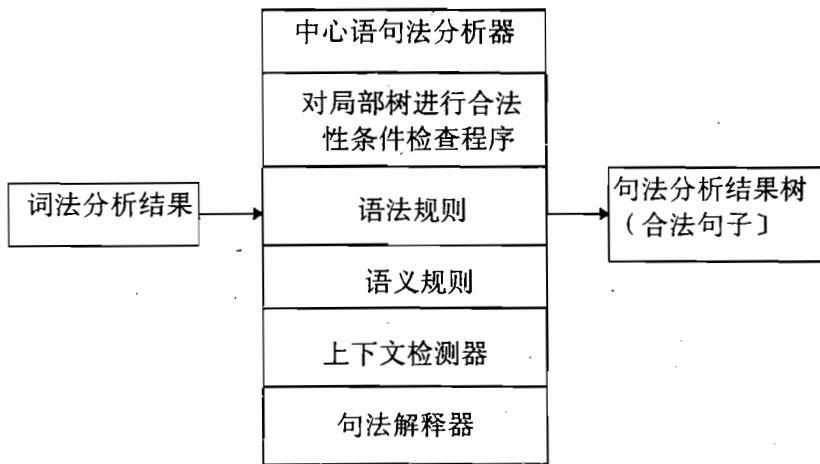 中心语句法分析器
对局部树进行合法
性条件检查程序
词法分析结果
语法规则
句法分析结果树
（合法句子〕
语义规则
上下文检测器
句法解释器